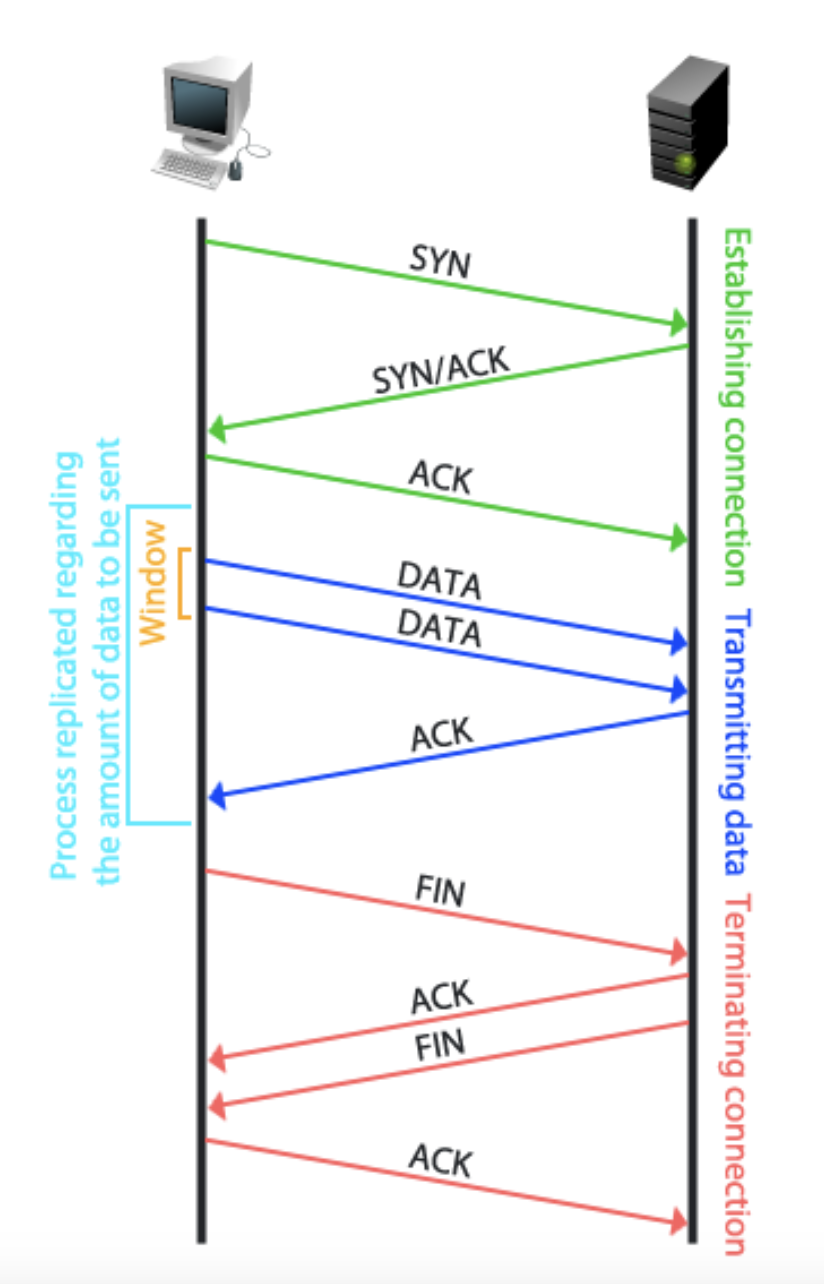 SYN
SYN/ACK
ACK
Establishing connection
Process replicated regarding
the amount of data to be sent
Window
DATA
DATA
ACK
Transmitting data
FIN
ACK
FIN
ACK
Terminating connection